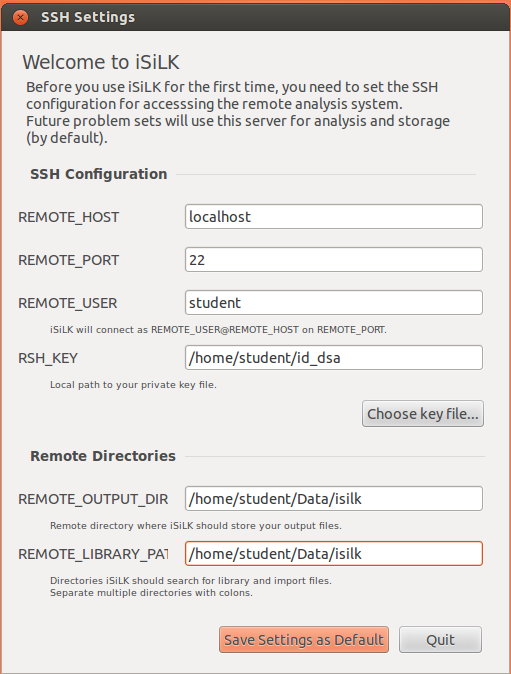 SSH Settings
Welcome to iSiLK
Before you use iSiLK for the first time, you need to set the SSH
configuration for accesssing the remote analysis system.
Future problem sets will use this server for analysis and storage
(by default).
SSH Configuration
REMOTE_HOST localhost
REMOTE_PORT 22
REMOTE_USER student
iSiLK will connect as REMOTE_USER@REMOTE_HOST on REMOTE_PORT.
RSH_KEY /home/student/id_dsa
Local path to your private key file.
Choose key file...
Remote Directories
REMOTE_OUTPUT_DIR /home/student/Data/isilk
Remote directory where iSiLK should store your output files.
REMOTE_LIBRARY_PAT /home/student/Data/isilk
Directories iSiLK should search for library and import files.
Separate multiple directories with colons.
Save Settings as Default Quit